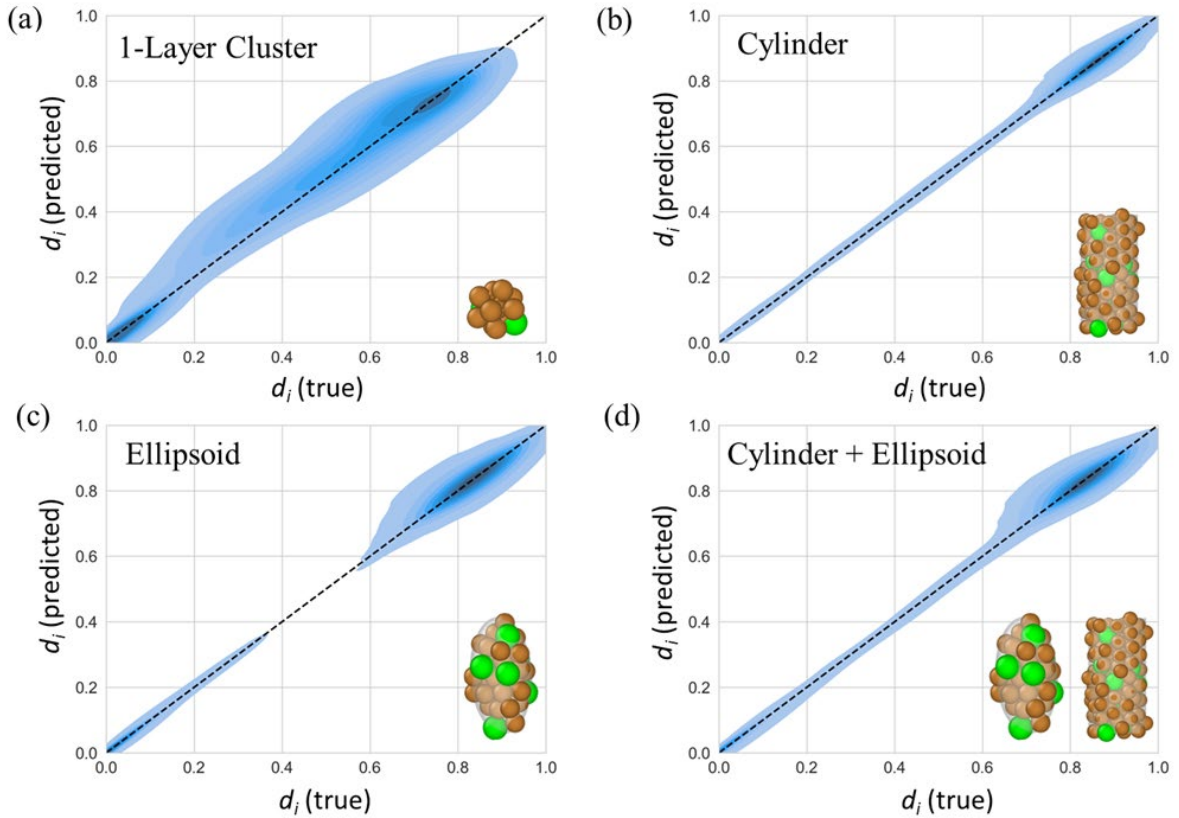 (a)
1-Layer Cluster
1.0
0.8
0.6
0.4
0.2
0.0
d_i (predicted)
0.0 0.2 0.4 0.6 0.8 1.0
d_i (true)
(b)
Cylinder
1.0
0.8
0.6
0.4
0.2
0.0
d_i (predicted)
0.0 0.2 0.4 0.6 0.8 1.0
d_i (true)
(c)
Ellipsoid
1.0
0.8
0.6
0.4
0.2
0.0
d_i (predicted)
0.0 0.2 0.4 0.6 0.8 1.0
d_i (true)
(d)
Cylinder + Ellipsoid
1.0
0.8
0.6
0.4
0.2
0.0
d_i (predicted)
0.0 0.2 0.4 0.6 0.8 1.0
d_i (true)